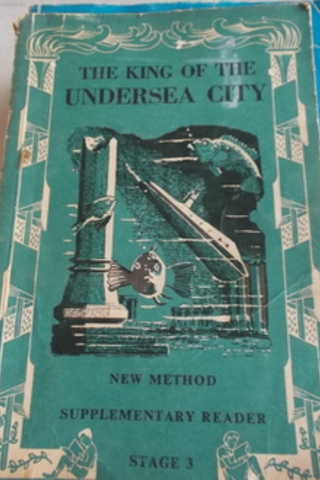 THE KING OF THE
UNDERSEA CITY
NEW METHOD
SUPPLEMENTARY READER
STAGE 3